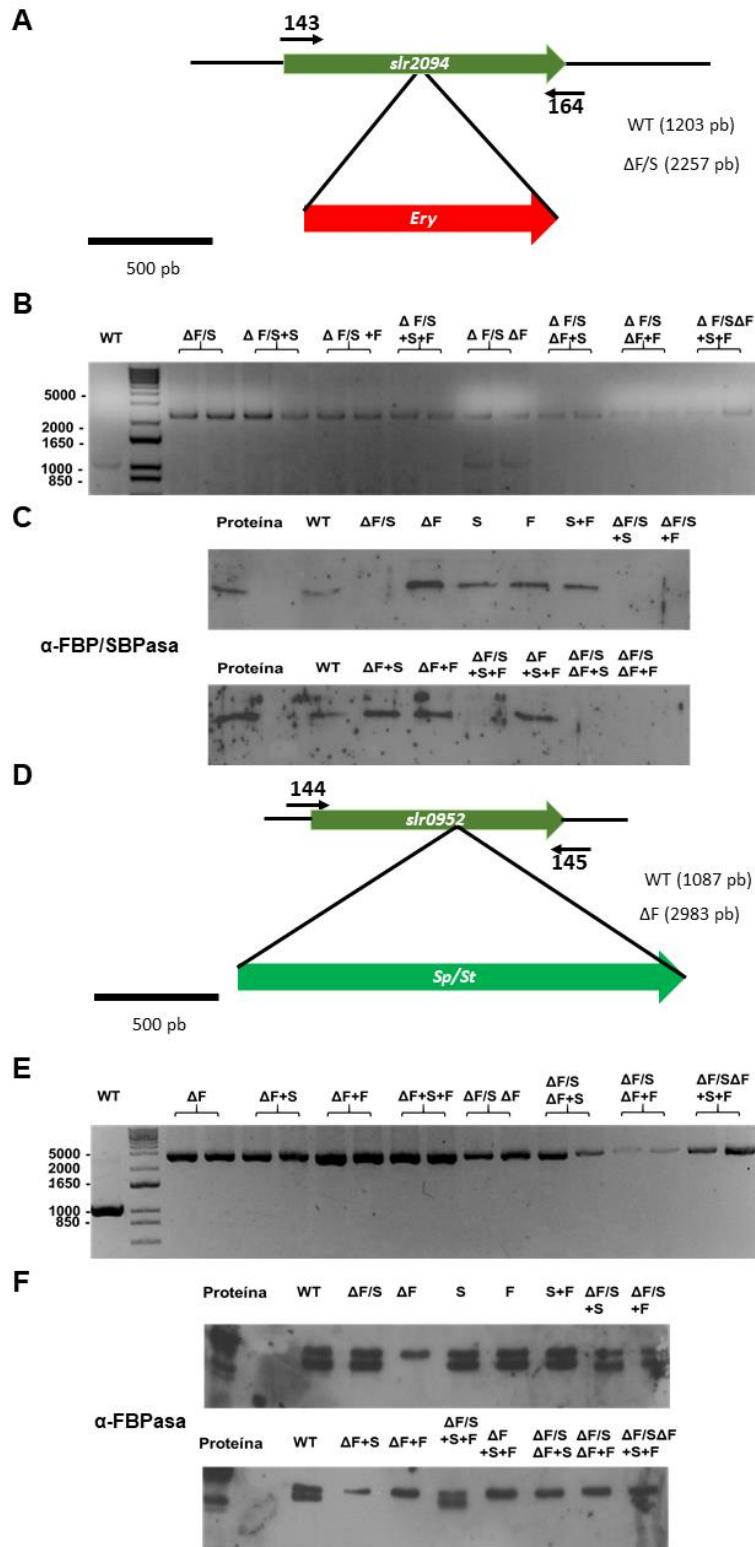 A
143
slr2094
164
WT (1203 pb)
ΔF/S (2257 pb)
Ery
500 pb
B
WT ΔF/S Δ F/S+S Δ F/S +F Δ F/S +S+F Δ F/S ΔF Δ F/S ΔF+S Δ F/S ΔF+F Δ F/SΔF +S+F
5000 -
2000 -
1650 -
1000 -
850 -
C
Proteína WT ΔF/S ΔF S F S+F ΔF/S +S ΔF/S +F
α-FBP/SBPasa
Proteína WT ΔF+S ΔF+F ΔF/S +S+F ΔF +S+F ΔF/S ΔF+S ΔF/S ΔF+F
D
144
slr0952
145
WT (1087 pb)
ΔF (2983 pb)
Sp/St
500 pb
E
WT ΔF ΔF+S ΔF+F ΔF+S+F ΔF/S ΔF ΔF/S ΔF+S ΔF/S ΔF+F ΔF/SΔF +S+F
5000 -
2000 -
1650 -
1000 -
850 -
F
Proteína WT ΔF/S ΔF S F S+F ΔF/S +S ΔF/S +F
α-FBPasa
Proteína WT ΔF+S ΔF+F ΔF/S +S+F ΔF +S+F ΔF/S ΔF+S ΔF/S ΔF+F ΔF/SΔF +S+F